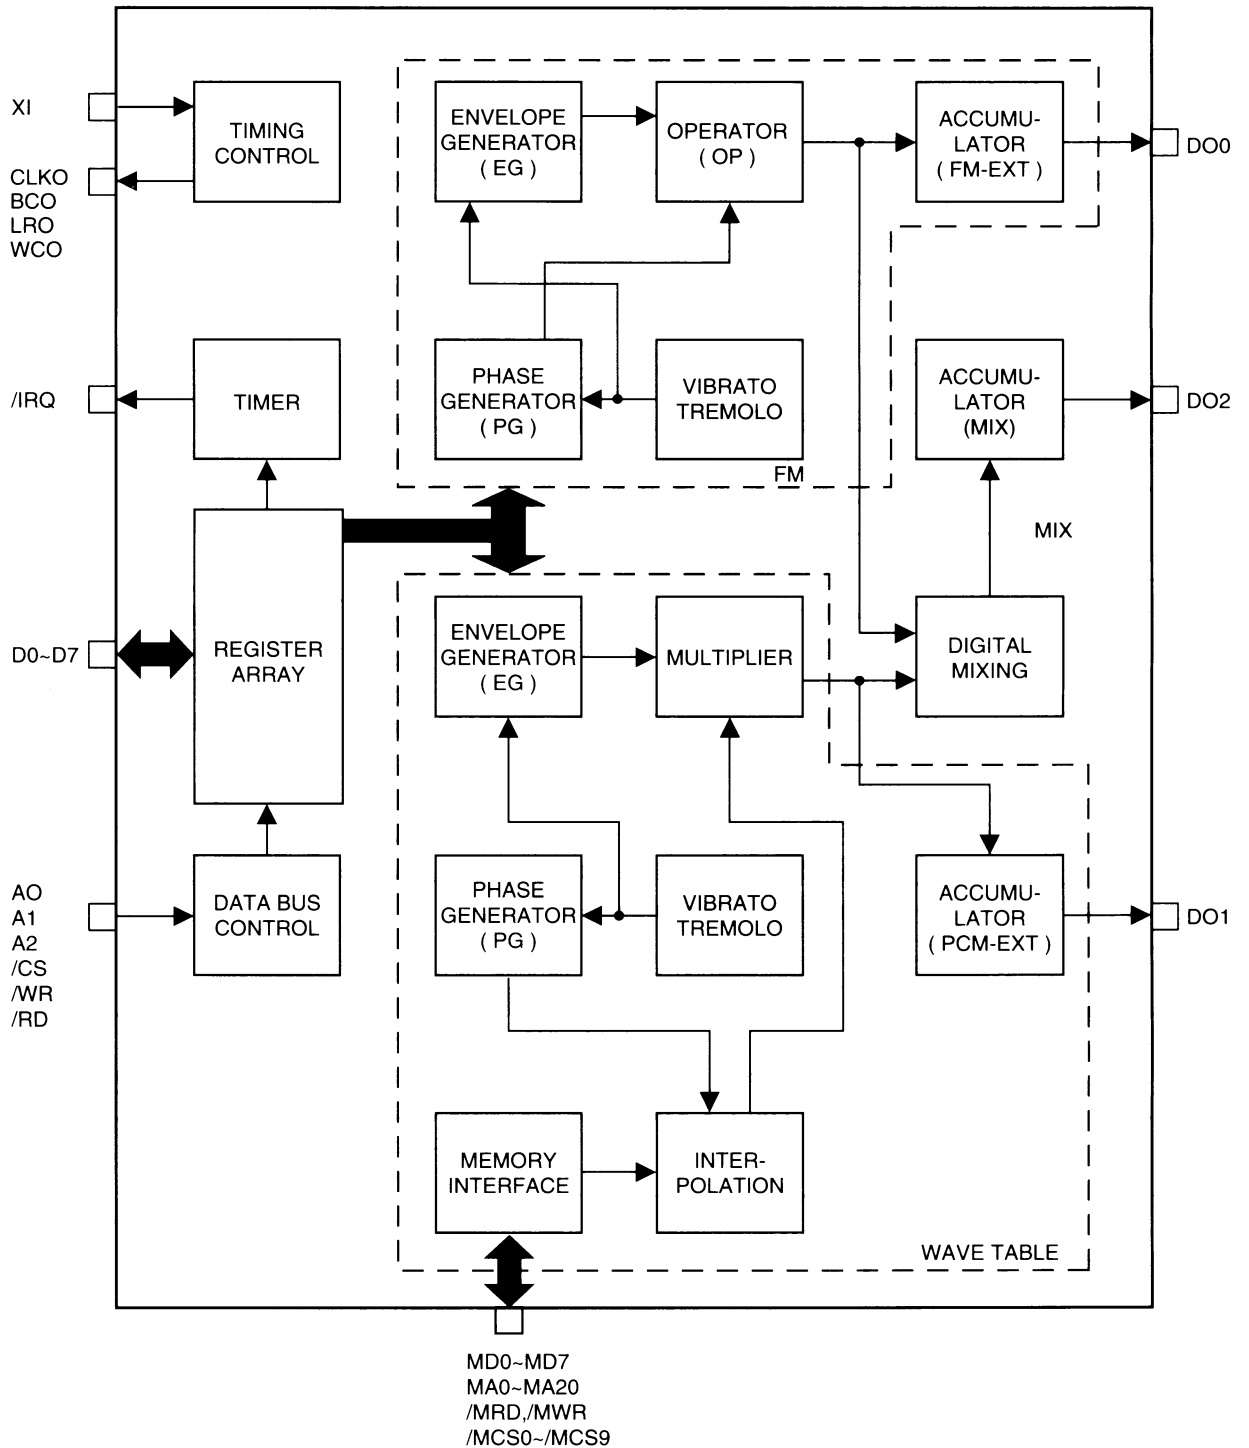 XI
CLKO
BCO
LRO
WCO
TIMING
CONTROL
ENVELOPE
GENERATOR
( EG )
OPERATOR
( OP )
ACCUMU-
LATOR
( FM-EXT )
DO0
/IRQ
TIMER
PHASE
GENERATOR
( PG )
VIBRATO
TREMOLO
FM
ACCUMU-
LATOR
(MIX)
DO2
MIX
D0~D7
REGISTER
ARRAY
ENVELOPE
GENERATOR
( EG )
MULTIPLIER
DIGITAL
MIXING
AO
A1
A2
/CS
/WR
/RD
DATA BUS
CONTROL
PHASE
GENERATOR
( PG )
VIBRATO
TREMOLO
ACCUMU-
LATOR
( PCM-EXT )
DO1
MEMORY
INTERFACE
INTER-
POLATION
WAVE TABLE
MD0~MD7
MA0~MA20
/MRD,/MWR
/MCS0~/MCS9